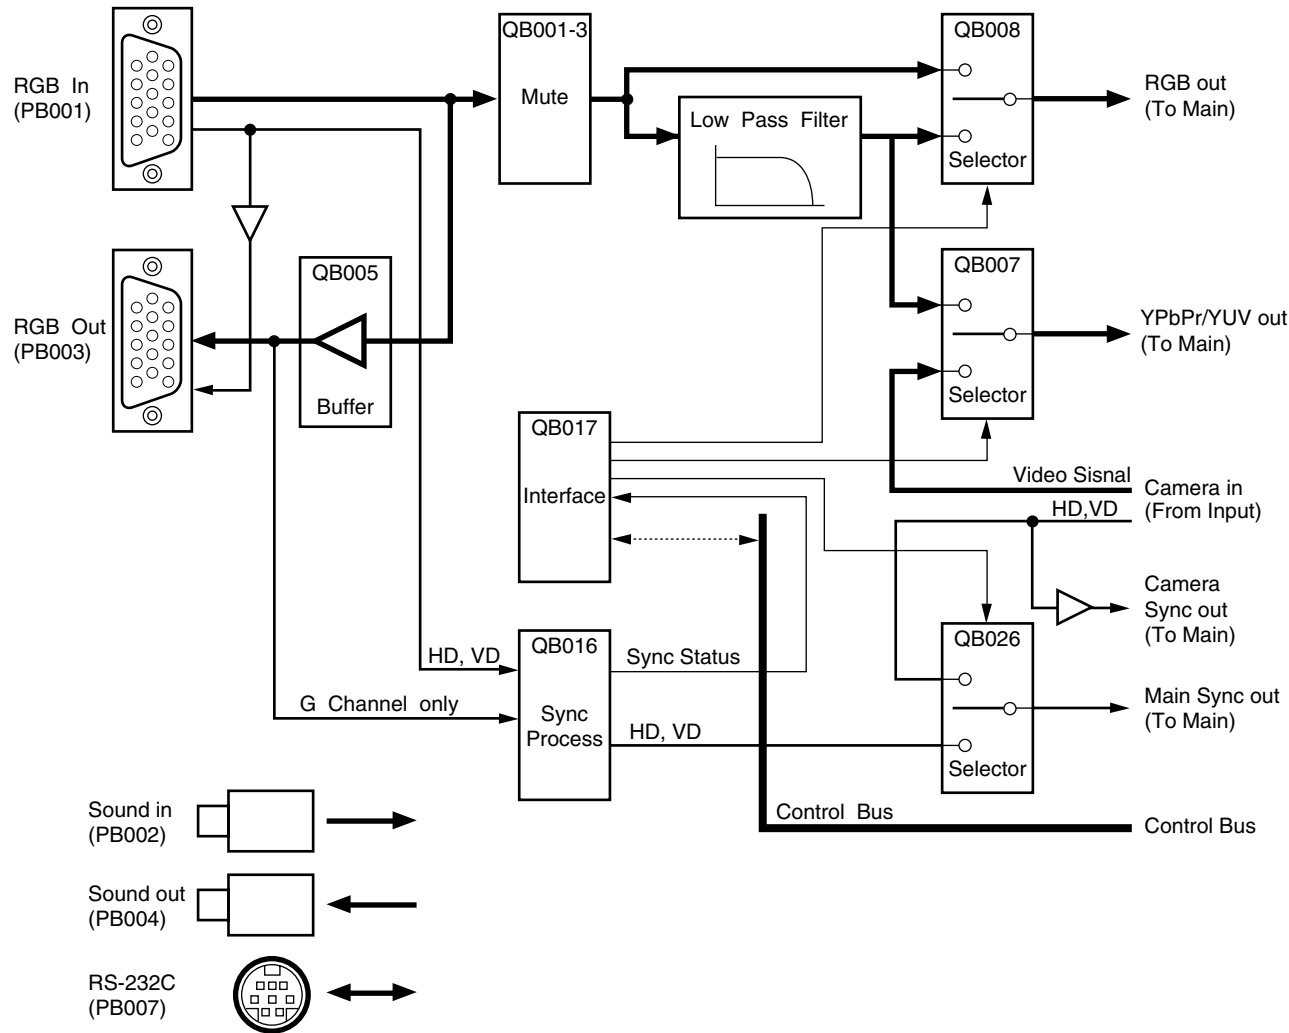 RGB In
(PB001)
QB001-3
Mute
Low Pass Filter
QB008
Selector
RGB out
(To Main)
RGB Out
(PB003)
QB005
Buffer
QB007
Selector
YPbPr/YUV out
(To Main)
QB017
Interface
Video Sisnal
HD,VD
Camera in
(From Input)
Camera
Sync out
(To Main)
HD, VD
G Channel only
QB016
Sync
Process
Sync Status
HD, VD
QB026
Selector
Main Sync out
(To Main)
Control Bus
Control Bus
Sound in
(PB002)
Sound out
(PB004)
RS-232C
(PB007)